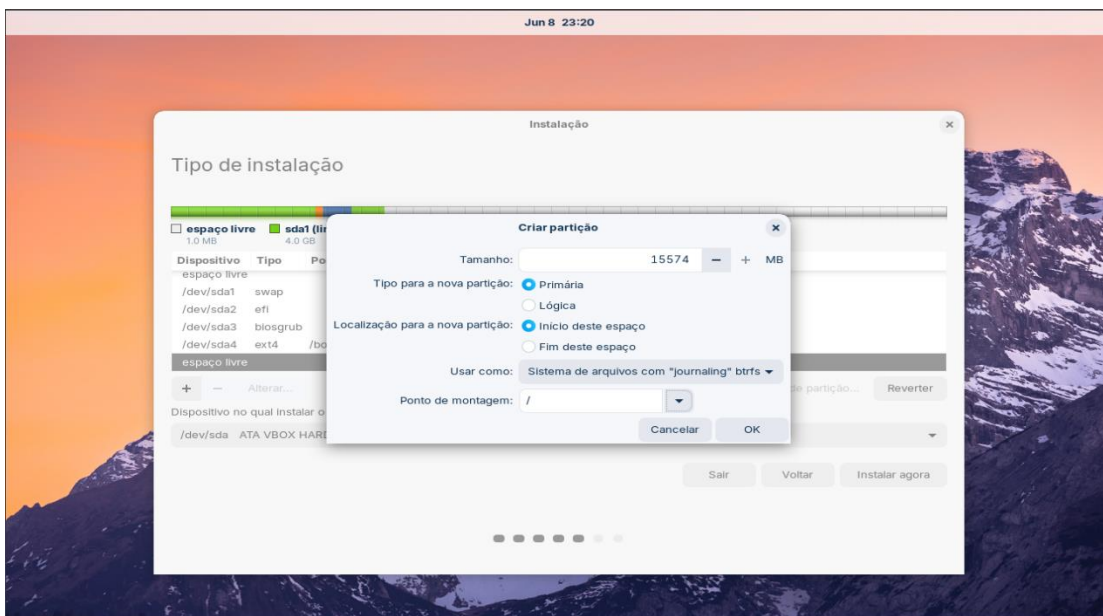 Jun 8 23:20
Instalação
Tipo de instalação
espaço livre sda1 (lin
1.0 MB 4.0 GB
Dispositivo Tipo Po
espaço livre
/dev/sda1 swap
/dev/sda2 efi
/dev/sda3 biosgrub
/dev/sda4 ext4 /bo
espaço livre
+ − Alterar... de partição... Reverter
Dispositivo no qual instalar o
/dev/sda ATA VBOX HARD
Sair Voltar Instalar agora
Criar partição
Tamanho: 15574 − + MB
Tipo para a nova partição: Primária
Lógica
Localização para a nova partição: Início deste espaço
Fim deste espaço
Usar como: Sistema de arquivos com "journaling" btrfs
Ponto de montagem: /
Cancelar OK